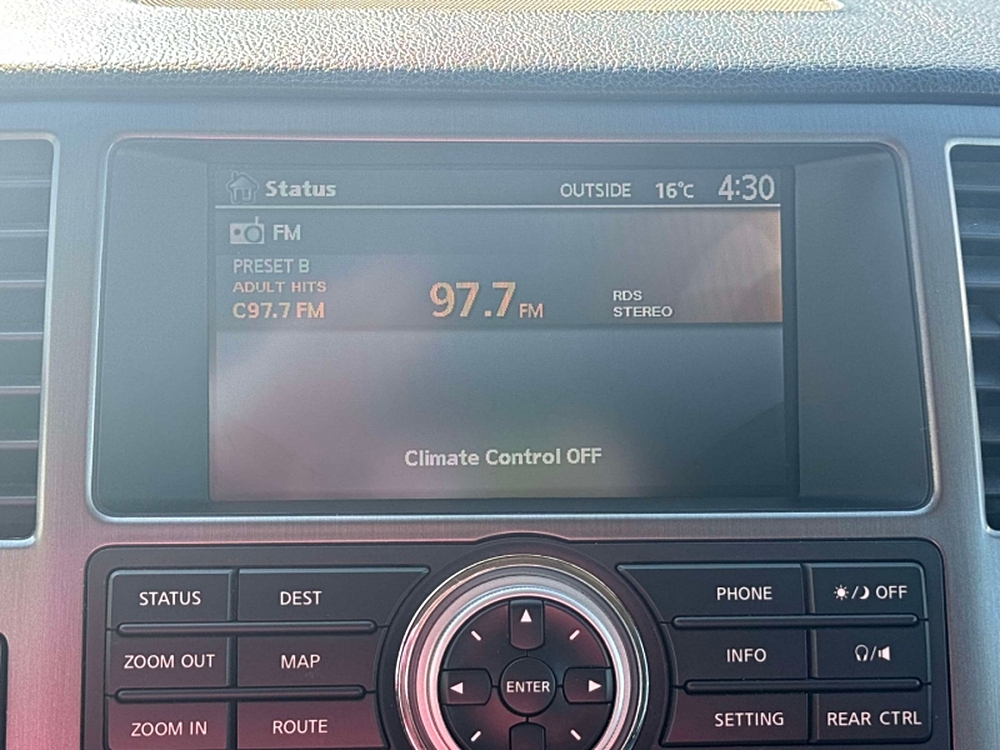 Status OUTSIDE 16°C 4:30
FM
PRESET B
ADULT HITS
C97.7 FM
97.7 FM
RDS
STEREO
Climate Control OFF
STATUS DEST PHONE OFF
ZOOM OUT MAP INFO
ENTER
ZOOM IN ROUTE SETTING REAR CTRL